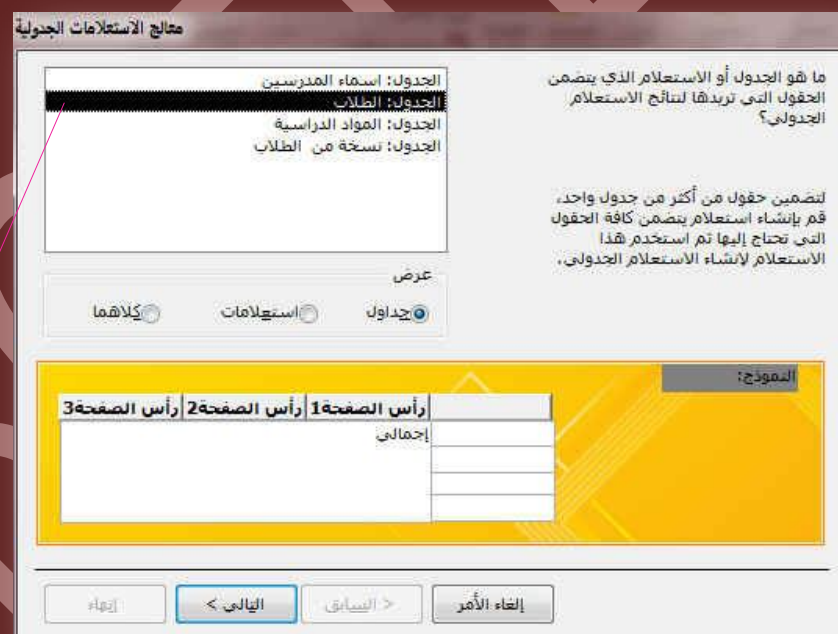 معالج الاستعلامات الجدولية
ما هو الجدول أو الاستعلام الذي يتضمن
الحقول التي تريدها لنتائج الاستعلام
الجدولي؟
لتضمين حقول من أكثر من جدول واحد،
قم بإنشاء استعلام يتضمن كافة الحقول
التي تحتاج إليها ثم استخدم هذا
الاستعلام لإنشاء الاستعلام الجدولي.
الجدول: اسماء المدرسين
الجدول: الطلاب
الجدول: المواد الدراسية
الجدول: نسخة من الطلاب
عرض
جداول استعلامات كلاهما
النموذج:
رأس الصفحة1 رأس الصفحة2 رأس الصفحة3
إجمالي
إلغاء الأمر < السابق التالي > إنهاء